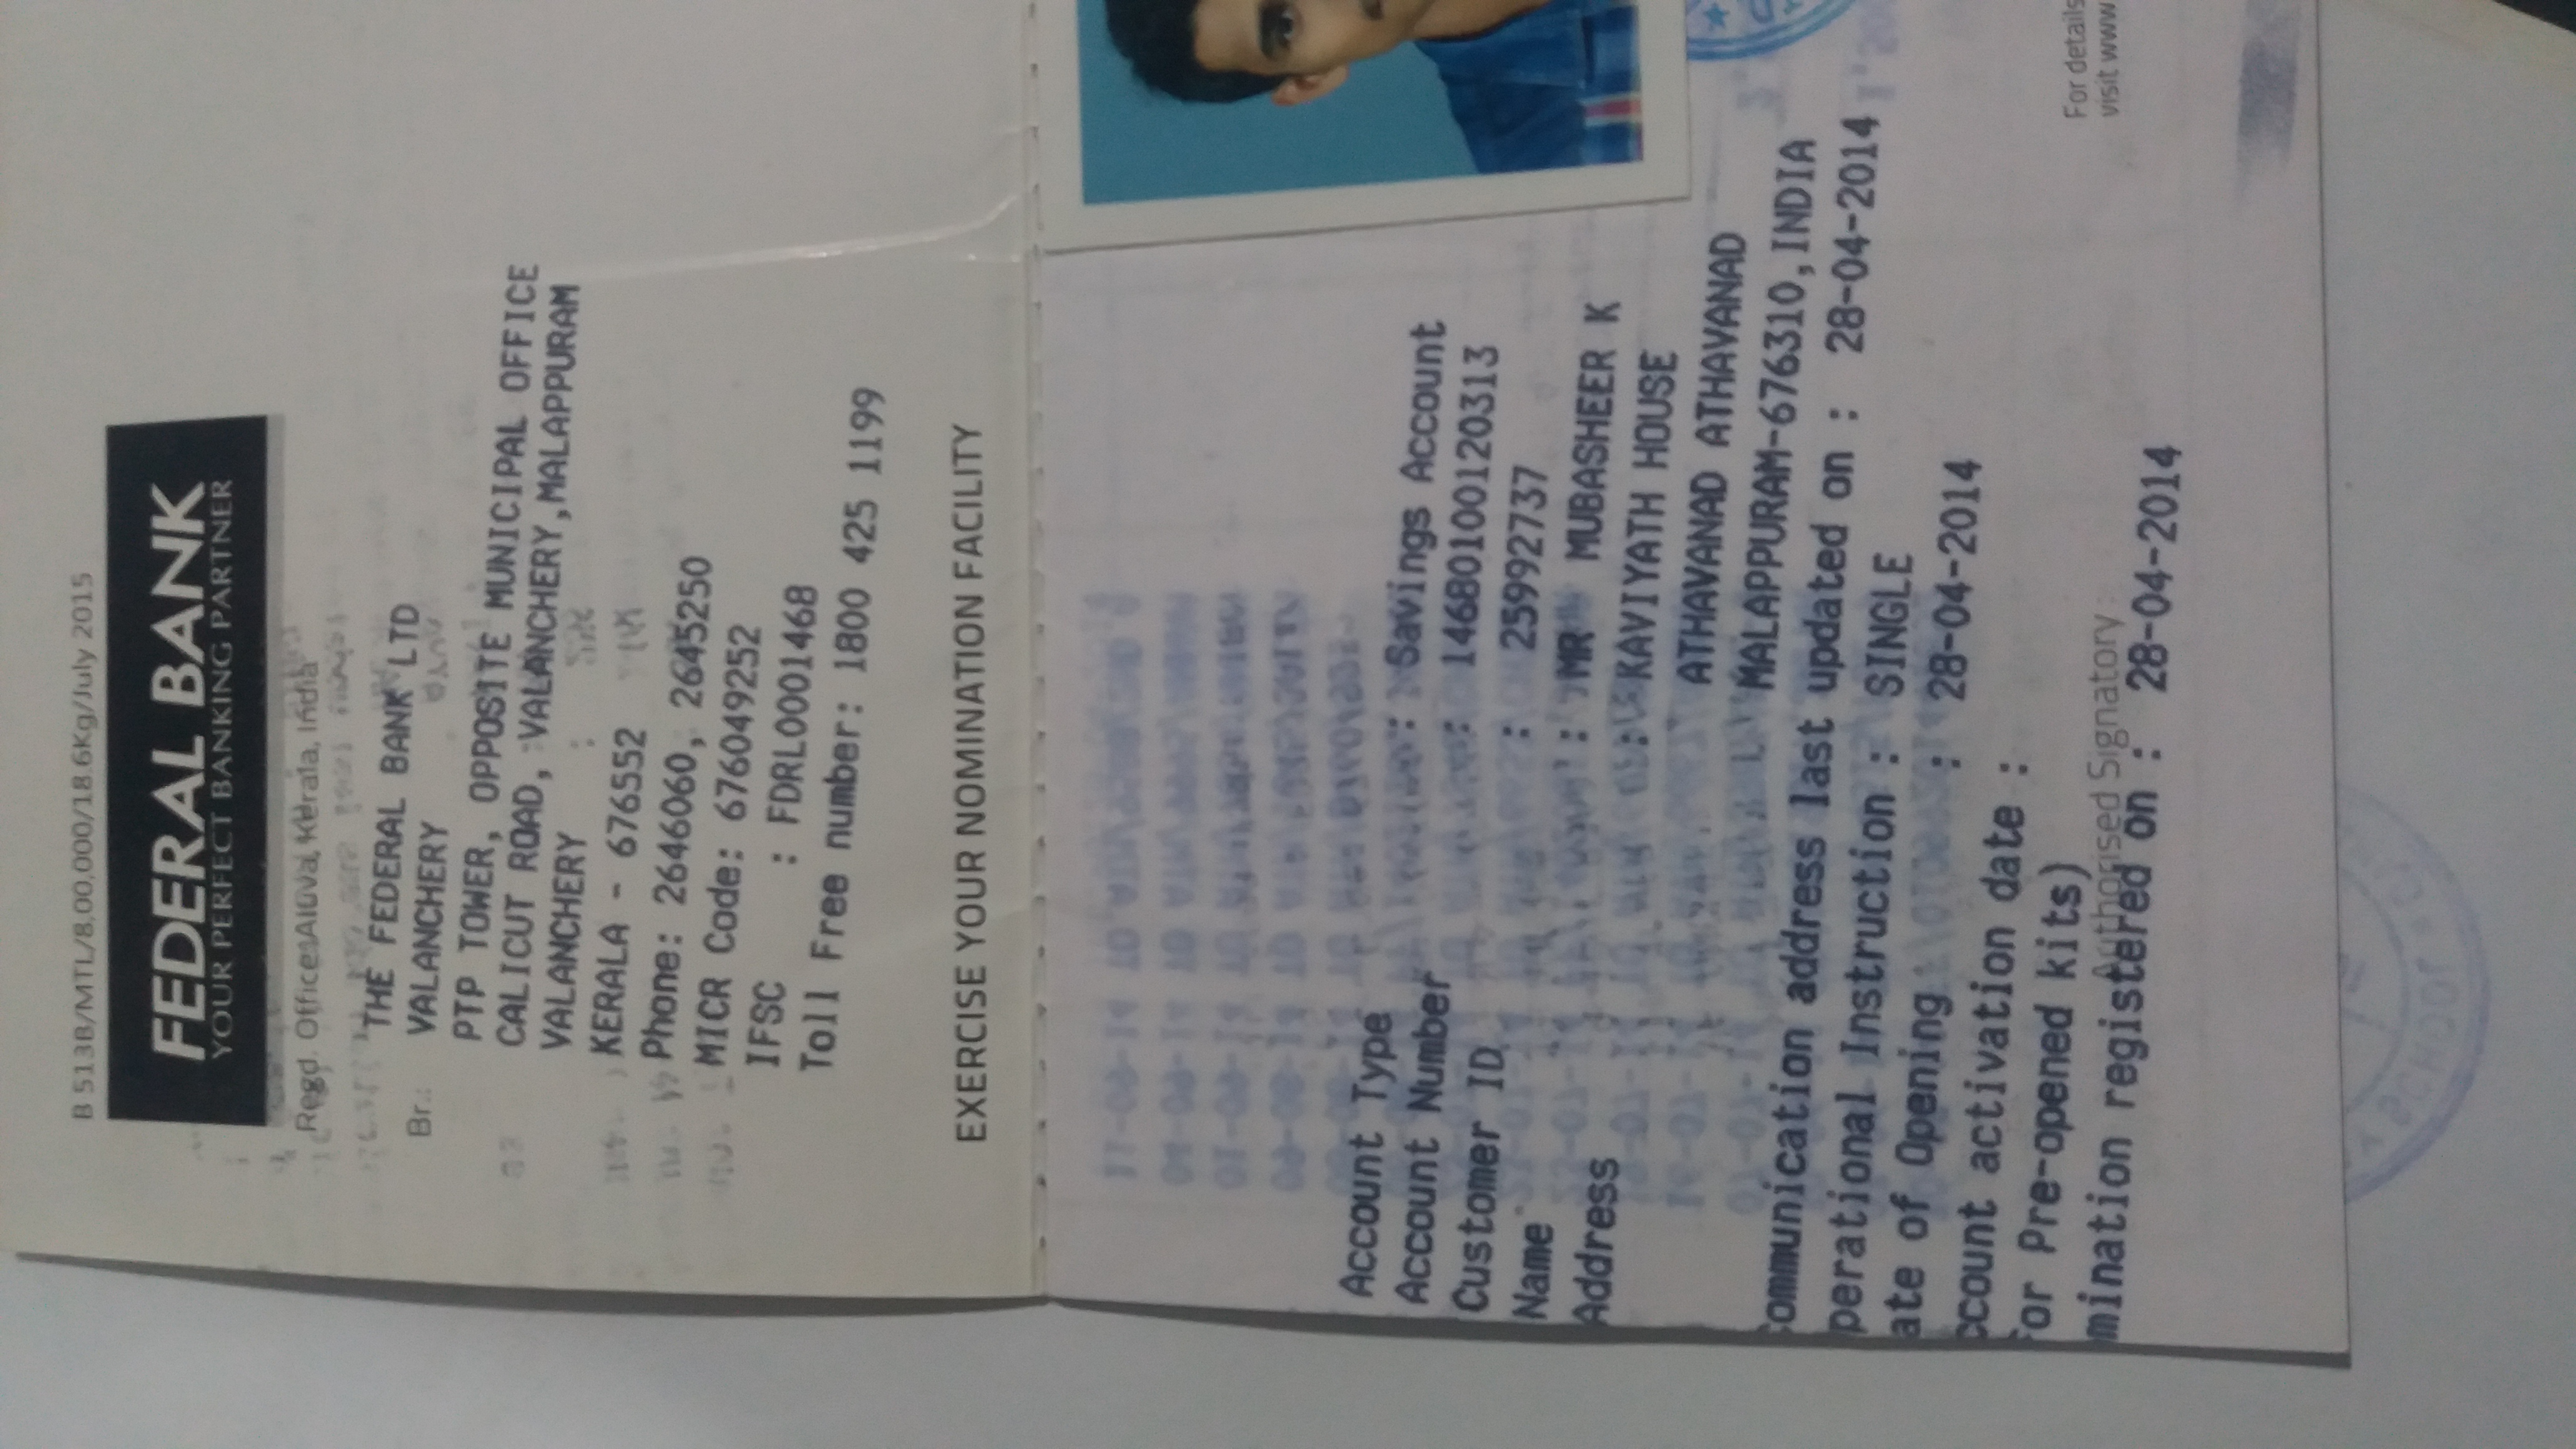 B 513B/MTL/8,00,000/18.6Kg/July 2015
FEDERAL BANK
YOUR PERFECT BANKING PARTNER
Regd. Office: Aluva, Kerala, India
THE FEDERAL BANK LTD
Br.: VALANCHERY
PTP TOWER, OPPOSITE MUNICIPAL OFFICE
CALICUT ROAD, VALANCHERY,MALAPPURAM
VALANCHERY
KERALA - 676552
Phone: 2646060, 2645250
MICR Code: 676049252
IFSC : FDRL0001468
Toll Free number: 1800 425 1199
EXERCISE YOUR NOMINATION FACILITY
Account Type : Savings Account
Account Number : 14680100120313
Customer ID : 25992737
Name : MR MUBASHEER K
Address : KAVIYATH HOUSE
ATHAVANAD ATHAVANAD
MALAPPURAM-676310,INDIA
ommunication address last updated on : 28-04-2014
perational Instruction : SINGLE
ate of Opening : 28-04-2014
ccount activation date :
for Pre-opened kits)
Authorised Signatory
mination registered on : 28-04-2014
For details
visit www